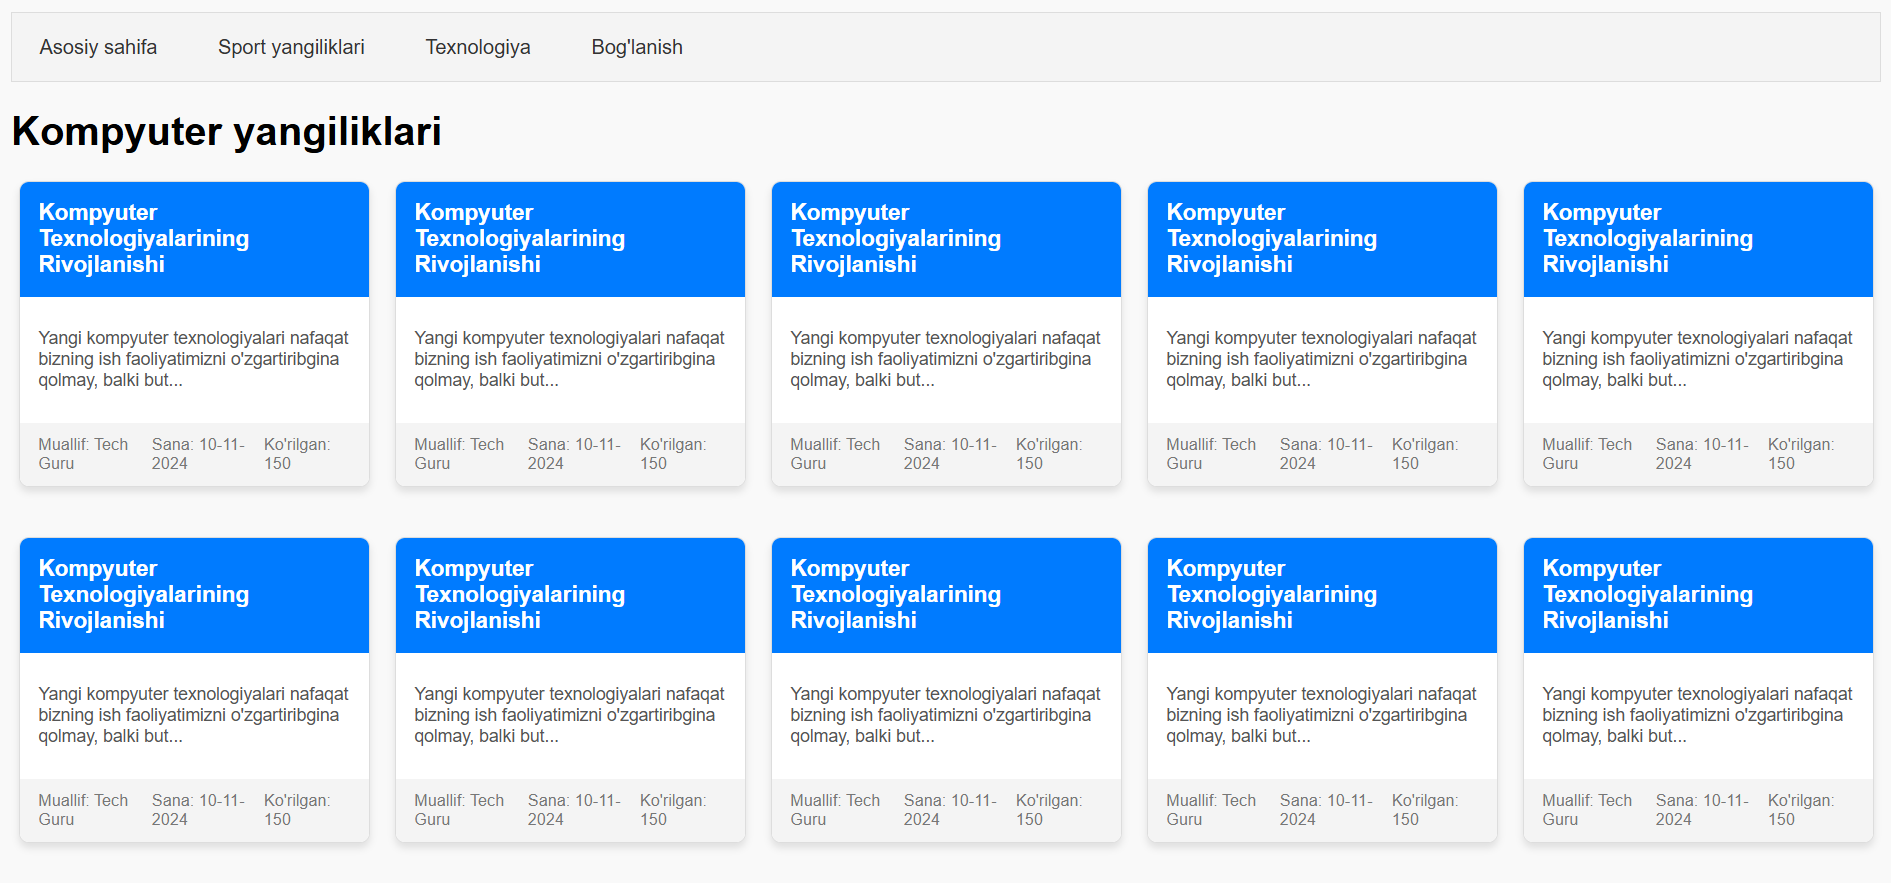 Asosiy sahifa
Sport yangiliklari
Texnologiya
Bog'lanish
Kompyuter yangiliklari
Kompyuter
Texnologiyalarining
Rivojlanishi
Yangi kompyuter texnologiyalari nafaqat
bizning ish faoliyatimizni o'zgartiribgina
qolmay, balki but...
Muallif: Tech
Guru
Sana: 10-11-
2024
Ko'rilgan:
150
Kompyuter
Texnologiyalarining
Rivojlanishi
Yangi kompyuter texnologiyalari nafaqat
bizning ish faoliyatimizni o'zgartiribgina
qolmay, balki but...
Muallif: Tech
Guru
Sana: 10-11-
2024
Ko'rilgan:
150
Kompyuter
Texnologiyalarining
Rivojlanishi
Yangi kompyuter texnologiyalari nafaqat
bizning ish faoliyatimizni o'zgartiribgina
qolmay, balki but...
Muallif: Tech
Guru
Sana: 10-11-
2024
Ko'rilgan:
150
Kompyuter
Texnologiyalarining
Rivojlanishi
Yangi kompyuter texnologiyalari nafaqat
bizning ish faoliyatimizni o'zgartiribgina
qolmay, balki but...
Muallif: Tech
Guru
Sana: 10-11-
2024
Ko'rilgan:
150
Kompyuter
Texnologiyalarining
Rivojlanishi
Yangi kompyuter texnologiyalari nafaqat
bizning ish faoliyatimizni o'zgartiribgina
qolmay, balki but...
Muallif: Tech
Guru
Sana: 10-11-
2024
Ko'rilgan:
150
Kompyuter
Texnologiyalarining
Rivojlanishi
Yangi kompyuter texnologiyalari nafaqat
bizning ish faoliyatimizni o'zgartiribgina
qolmay, balki but...
Muallif: Tech
Guru
Sana: 10-11-
2024
Ko'rilgan:
150
Kompyuter
Texnologiyalarining
Rivojlanishi
Yangi kompyuter texnologiyalari nafaqat
bizning ish faoliyatimizni o'zgartiribgina
qolmay, balki but...
Muallif: Tech
Guru
Sana: 10-11-
2024
Ko'rilgan:
150
Kompyuter
Texnologiyalarining
Rivojlanishi
Yangi kompyuter texnologiyalari nafaqat
bizning ish faoliyatimizni o'zgartiribgina
qolmay, balki but...
Muallif: Tech
Guru
Sana: 10-11-
2024
Ko'rilgan:
150
Kompyuter
Texnologiyalarining
Rivojlanishi
Yangi kompyuter texnologiyalari nafaqat
bizning ish faoliyatimizni o'zgartiribgina
qolmay, balki but...
Muallif: Tech
Guru
Sana: 10-11-
2024
Ko'rilgan:
150
Kompyuter
Texnologiyalarining
Rivojlanishi
Yangi kompyuter texnologiyalari nafaqat
bizning ish faoliyatimizni o'zgartiribgina
qolmay, balki but...
Muallif: Tech
Guru
Sana: 10-11-
2024
Ko'rilgan:
150